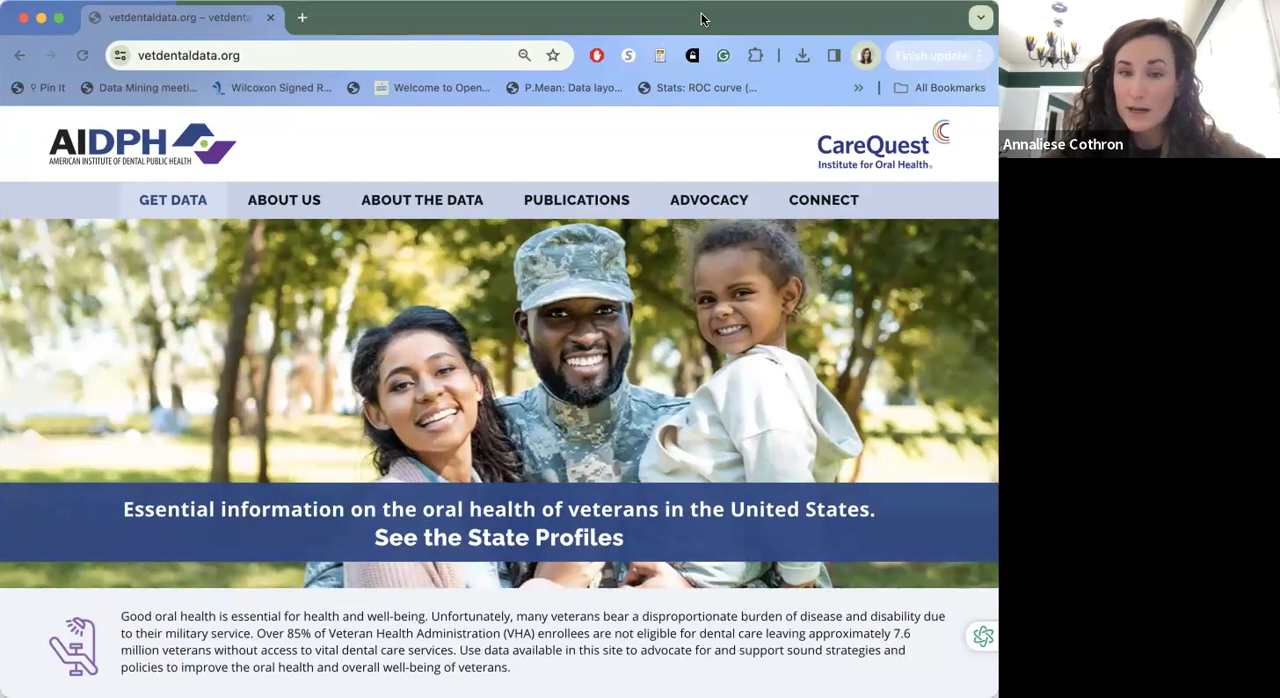 vetdentaldata.org – vetdenta
vetdentaldata.org
Finish update
Pin It
Data Mining meeti...
Wilcoxon Signed R...
Welcome to Open...
P.Mean: Data layo...
Stats: ROC curve (...
All Bookmarks
AIDPH
AMERICAN INSTITUTE OF DENTAL PUBLIC HEALTH
CareQuest
Institute for Oral Health®
Annaliese Cothron
GET DATA
ABOUT US
ABOUT THE DATA
PUBLICATIONS
ADVOCACY
CONNECT
Essential information on the oral health of veterans in the United States.
See the State Profiles
Good oral health is essential for health and well-being. Unfortunately, many veterans bear a disproportionate burden of disease and disability due
to their military service. Over 85% of Veteran Health Administration (VHA) enrollees are not eligible for dental care leaving approximately 7.6
million veterans without access to vital dental care services. Use data available in this site to advocate for and support sound strategies and
policies to improve the oral health and overall well-being of veterans.